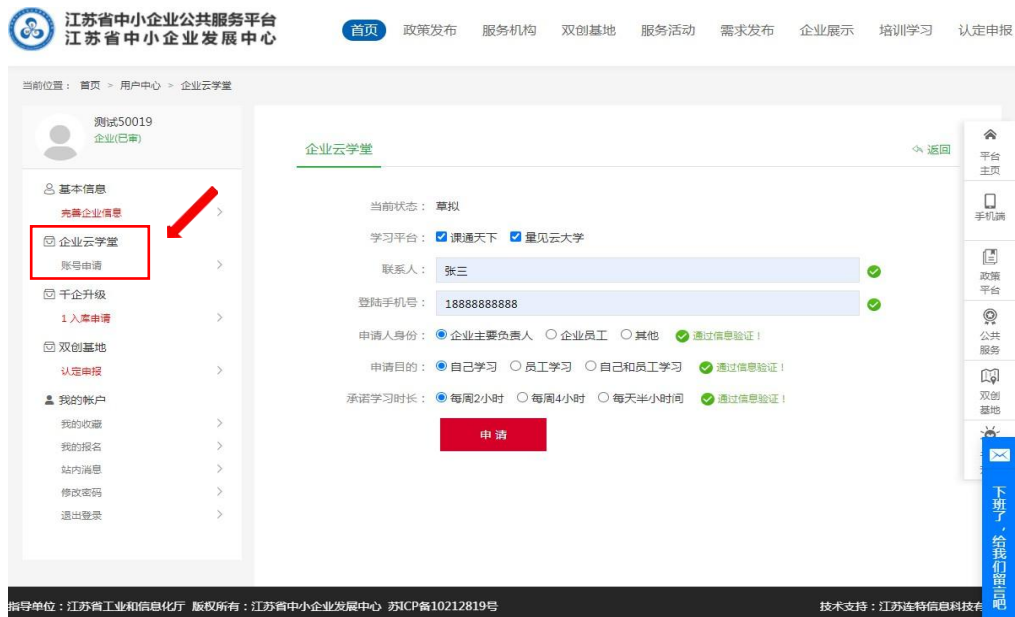 江苏省中小企业公共服务平台
江苏省中小企业发展中心
首页 政策发布 服务机构 双创基地 服务活动 需求发布 企业展示 培训学习 认定申报
当前位置： 首页 > 用户中心 > 企业云学堂
测试50019
企业(已审)
基本信息
完善企业信息
企业云学堂
账号申请
千企升级
1 入库申请
双创基地
认定申报
我的帐户
我的收藏
我的报名
站内消息
修改密码
退出登录
企业云学堂 返回
当前状态： 草拟
学习平台： 课通天下 量见云大学
联系人： 张三
登陆手机号： 18888888888
申请人身份： 企业主要负责人 企业员工 其他 通过信息验证！
申请目的： 自己学习 员工学习 自己和员工学习 通过信息验证！
承诺学习时长： 每周2小时 每周4小时 每天半小时间 通过信息验证！
申 请
平台
主页
手机端
政策
平台
公共
服务
双创
基地
下班了，给我们留言吧
指导单位：江苏省工业和信息化厅 版权所有：江苏省中小企业发展中心 苏ICP备10212819号
技术支持：江苏连特信息科技有